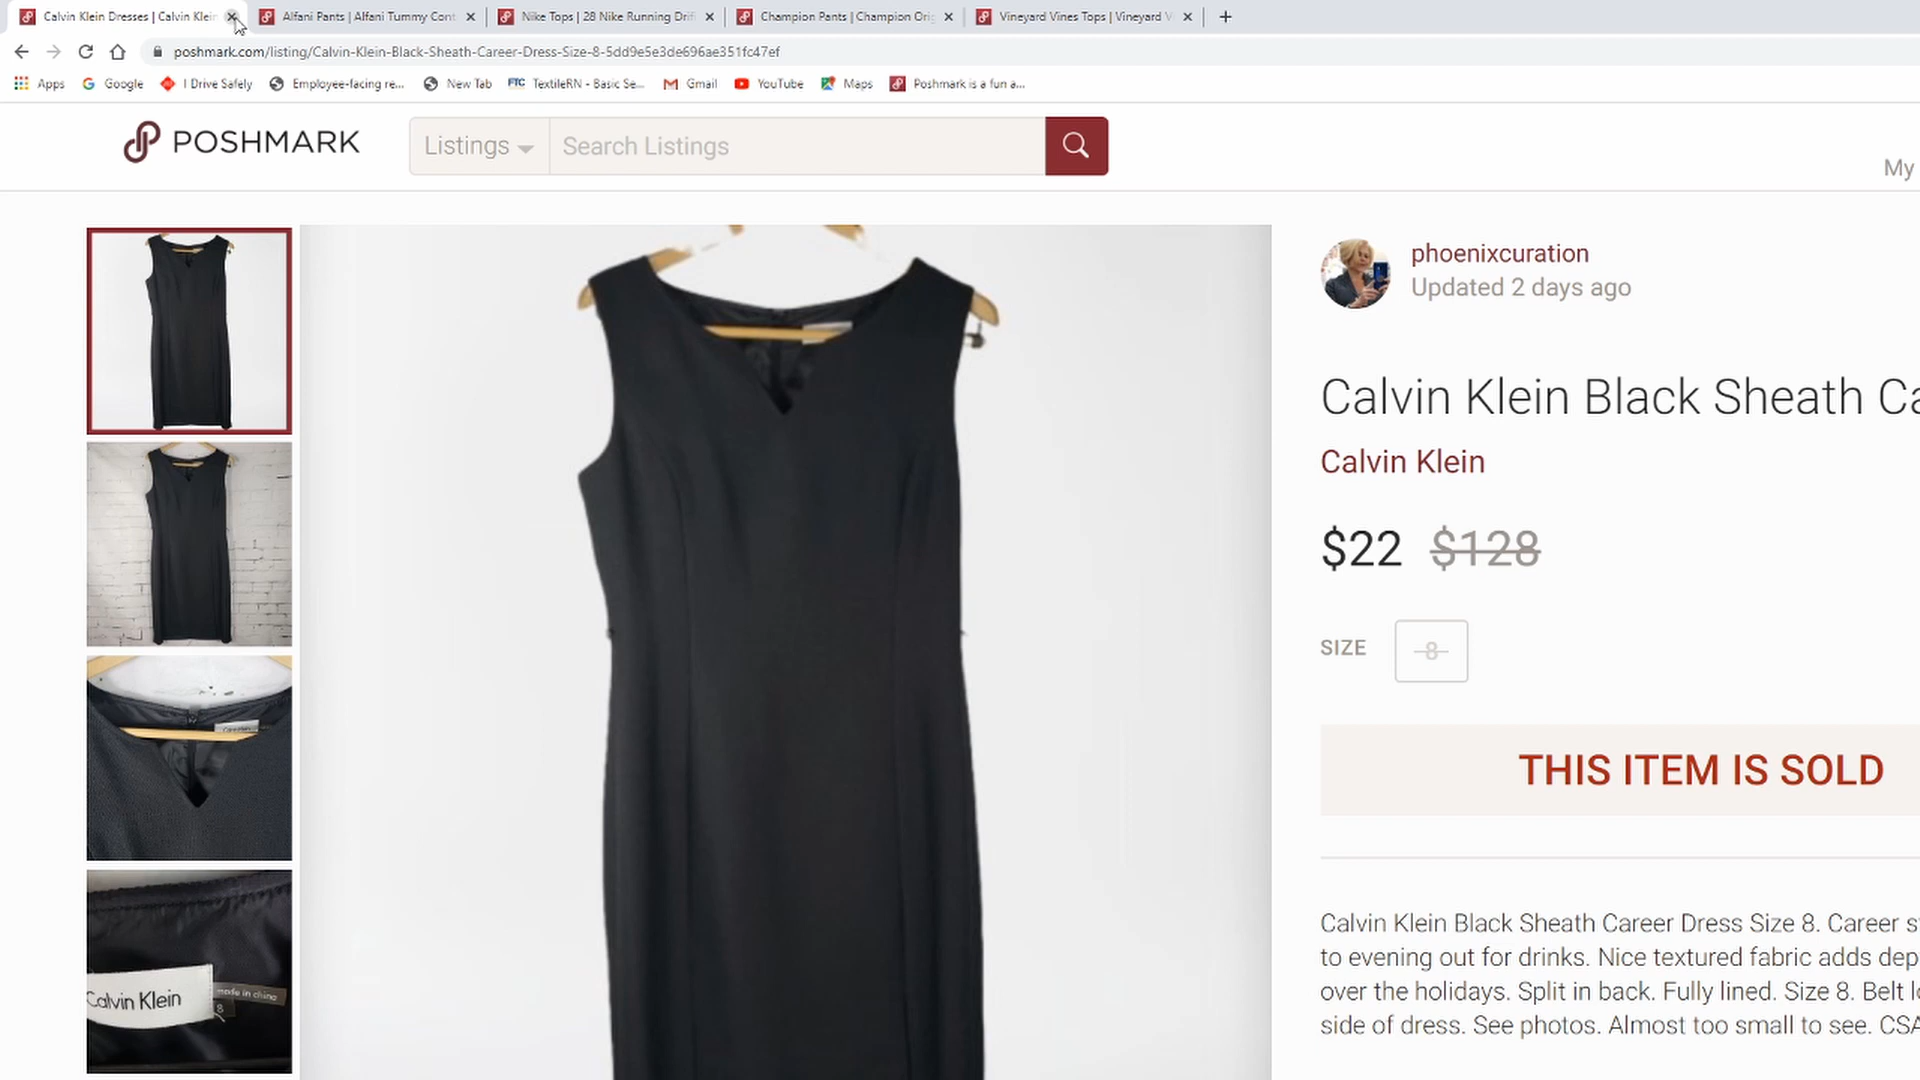 Calvin Klein Dresses | Calvin Klein
Alfani Pants | Alfani Tummy Cont
Nike Tops | 28 Nike Running Drifi
Champion Pants | Champion Orig
Vineyard Vines Tops | Vineyard V
poshmark.com/listing/Calvin-Klein-Black-Sheath-Career-Dress-Size-8-5dd9e5e3de696ae351fc47ef
Apps
Google
I Drive Safely
Employee-facing re...
New Tab
FTC TextileRN - Basic Se...
Gmail
YouTube
Maps
Poshmark is a fun a...
POSHMARK
Listings
Search Listings
My
phoenixcuration
Updated 2 days ago
Calvin Klein Black Sheath Ca
Calvin Klein
$22 $128
SIZE 8
THIS ITEM IS SOLD
Calvin Klein Black Sheath Career Dress Size 8. Career s
to evening out for drinks. Nice textured fabric adds dep
over the holidays. Split in back. Fully lined. Size 8. Belt l
side of dress. See photos. Almost too small to see. CSA
Calvin Klein
made in china
8